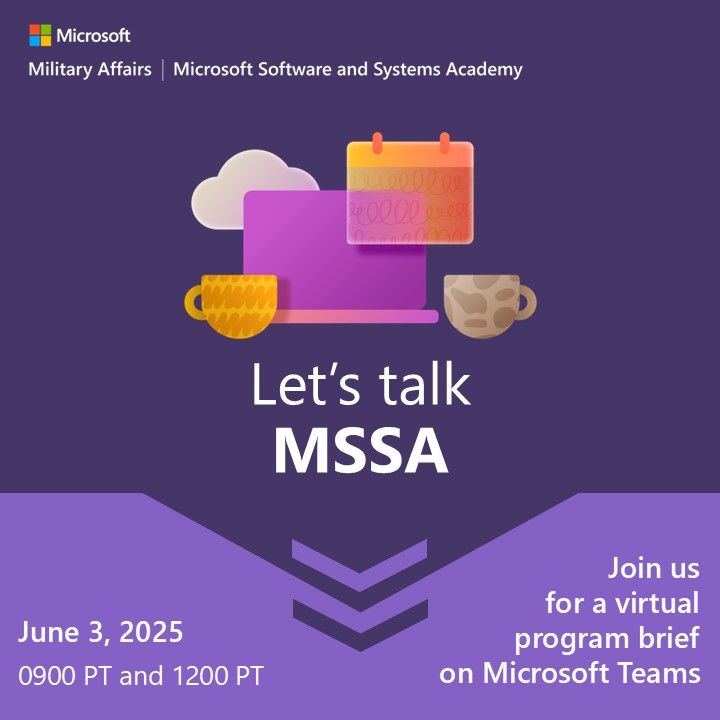 Microsoft
Military Affairs | Microsoft Software and Systems Academy
Let's talk
MSSA
June 3, 2025
0900 PT and 1200 PT
Join us
for a virtual
program brief
on Microsoft Teams